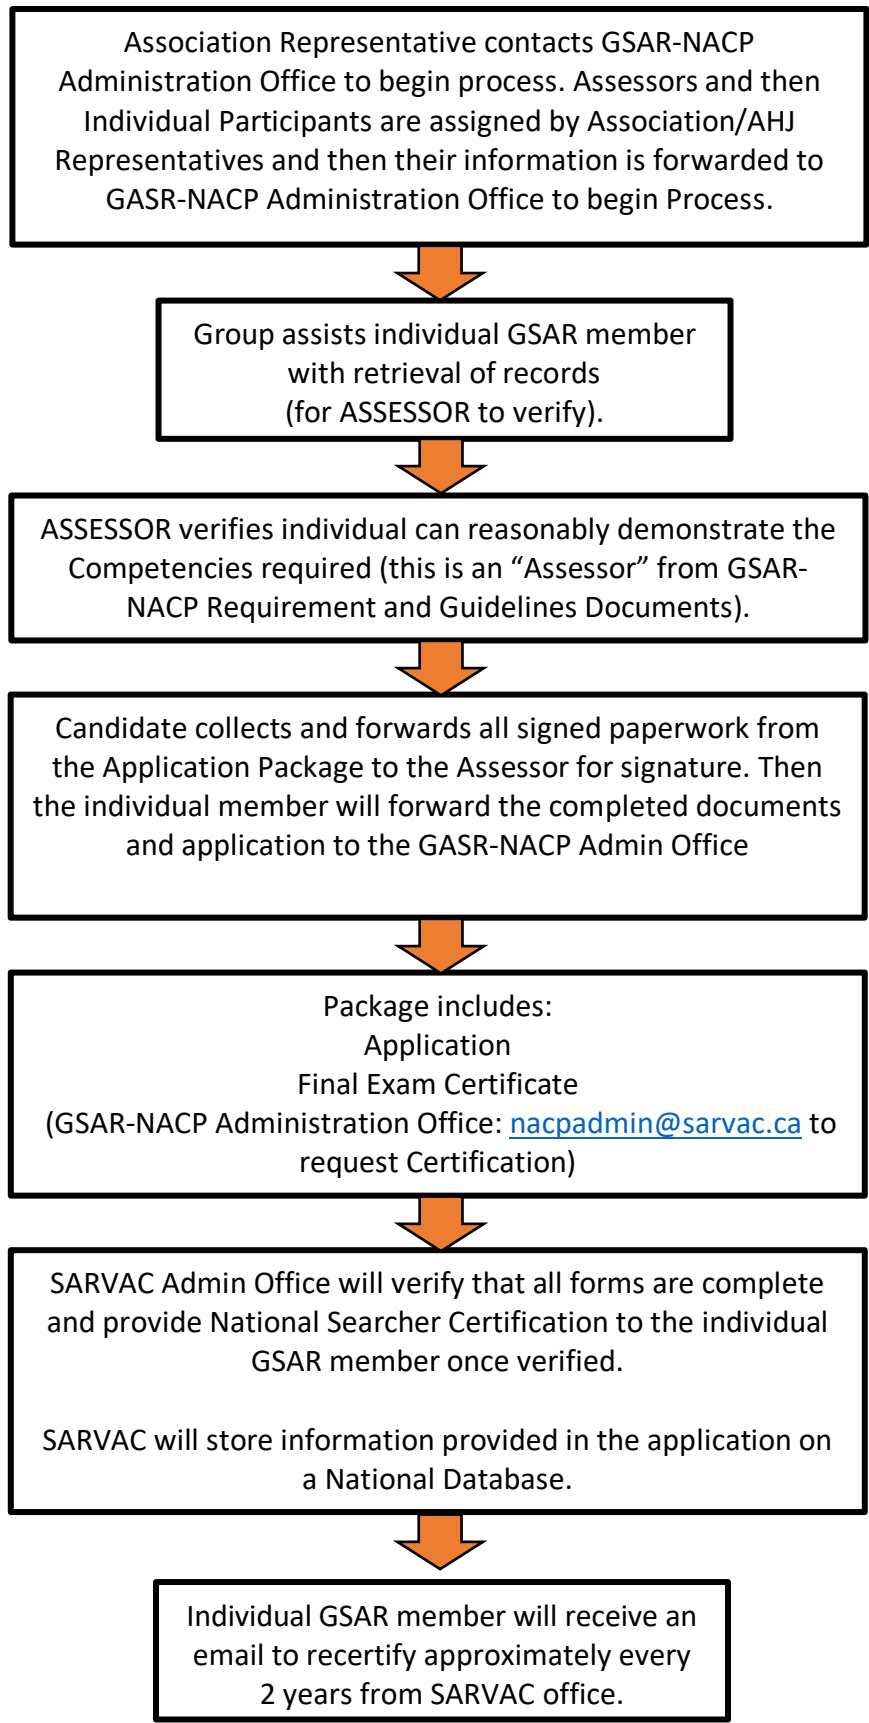 Association Representative contacts GSAR-NACP
Administration Office to begin process. Assessors and then
Individual Participants are assigned by Association/AHJ
Representatives and then their information is forwarded to
GASR-NACP Administration Office to begin Process.
Group assists individual GSAR member
with retrieval of records
(for ASSESSOR to verify).
ASSESSOR verifies individual can reasonably demonstrate the
Competencies required (this is an “Assessor” from GSAR-
NACP Requirement and Guidelines Documents).
Candidate collects and forwards all signed paperwork from
the Application Package to the Assessor for signature. Then
the individual member will forward the completed documents
and application to the GASR-NACP Admin Office
Package includes:
Application
Final Exam Certificate
(GSAR-NACP Administration Office: nacpadmin@sarvac.ca to
request Certification)
SARVAC Admin Office will verify that all forms are complete
and provide National Searcher Certification to the individual
GSAR member once verified.
SARVAC will store information provided in the application on
a National Database.
Individual GSAR member will receive an
email to recertify approximately every
2 years from SARVAC office.